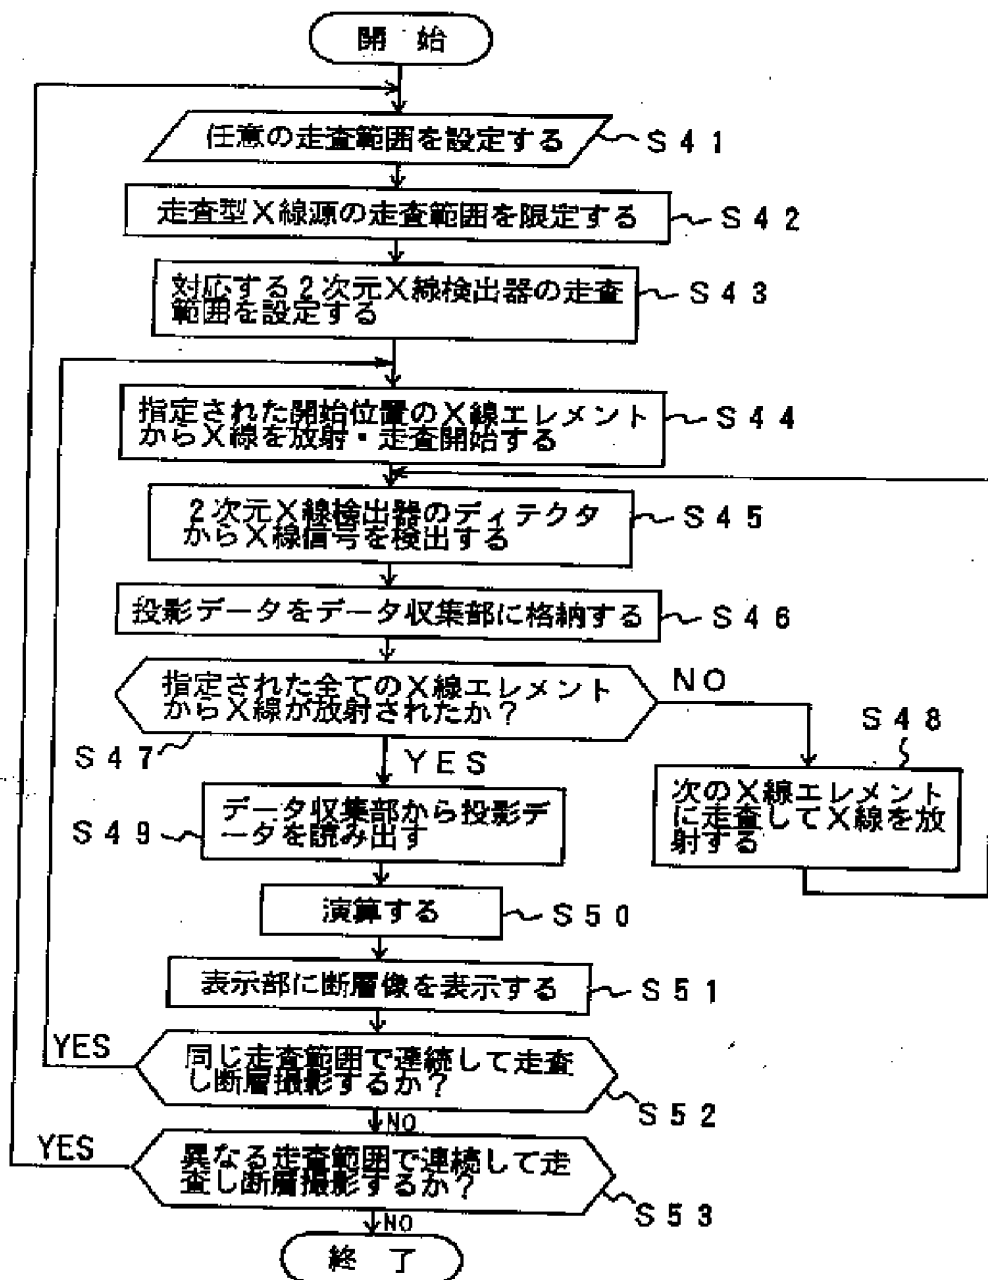 開 始
任意の走査範囲を設定する
S41
走査型X線源の走査範囲を限定する
S42
対応する2次元X線検出器の走査
範囲を設定する
S43
指定された開始位置のX線エレメント
からX線を放射・走査開始する
S44
2次元X線検出器のディテクタ
からX線信号を検出する
S45
投影データをデータ収集部に格納する
S46
指定された全てのX線エレメント
からX線が放射されたか？
S47
NO
S48
次のX線エレメント
に走査してX線を放
射する
YES
データ収集部から投影デ
ータを読み出す
S49
演算する
S50
表示部に断層像を表示する
S51
YES
同じ走査範囲で連続して走査
し断層撮影するか？
S52
NO
YES
異なる走査範囲で連続して走
査し断層撮影するか？
S53
NO
終 了